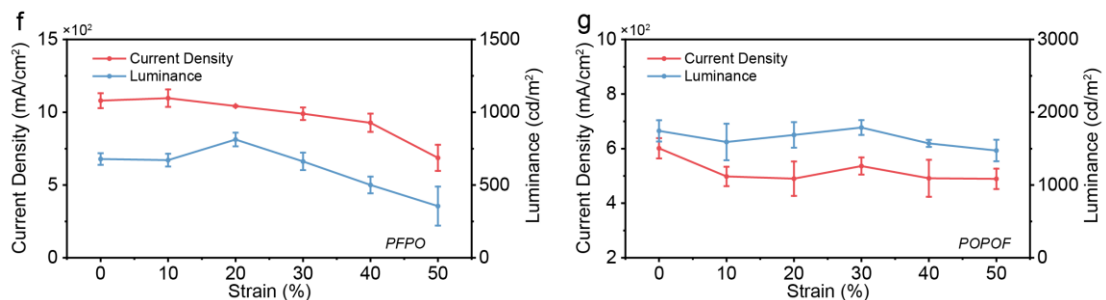 f
×10²
15
10
5
0
Current Density (mA/cm²)
Current Density
Luminance
1500
1000
500
0
Luminance (cd/m²)
PFPO
0 10 20 30 40 50
Strain (%)
g
×10²
10
8
6
4
2
Current Density (mA/cm²)
Current Density
Luminance
3000
2000
1000
0
Luminance (cd/m²)
POPOF
0 10 20 30 40 50
Strain (%)